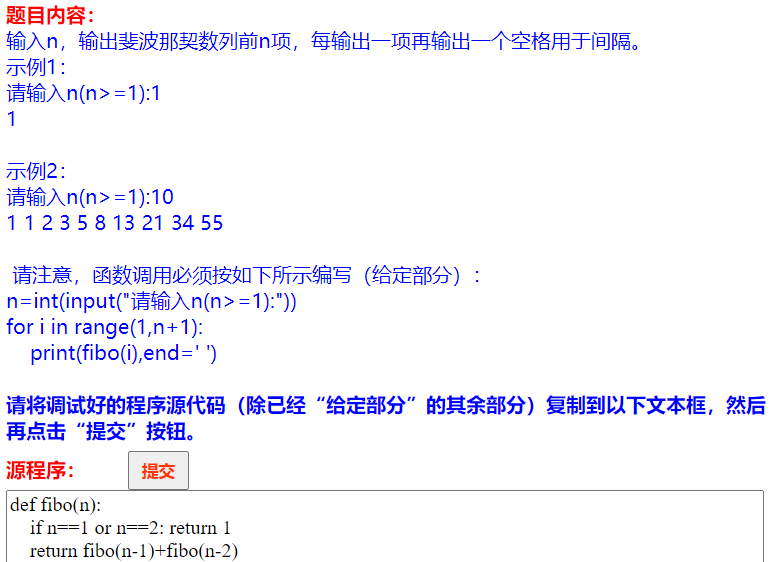 题目内容：
输入n，输出斐波那契数列前n项，每输出一项再输出一个空格用于间隔。
示例1：
请输入n(n>=1):1
1
示例2：
请输入n(n>=1):10
1 1 2 3 5 8 13 21 34 55
请注意，函数调用必须按如下所示编写（给定部分）：
n=int(input("请输入n(n>=1):"))
for i in range(1,n+1):
    print(fibo(i),end=' ')
请将调试好的程序源代码（除已经“给定部分”的其余部分）复制到以下文本框，然后
再点击“提交”按钮。
源程序： 提交
def fibo(n):
    if n==1 or n==2: return 1
    return fibo(n-1)+fibo(n-2)